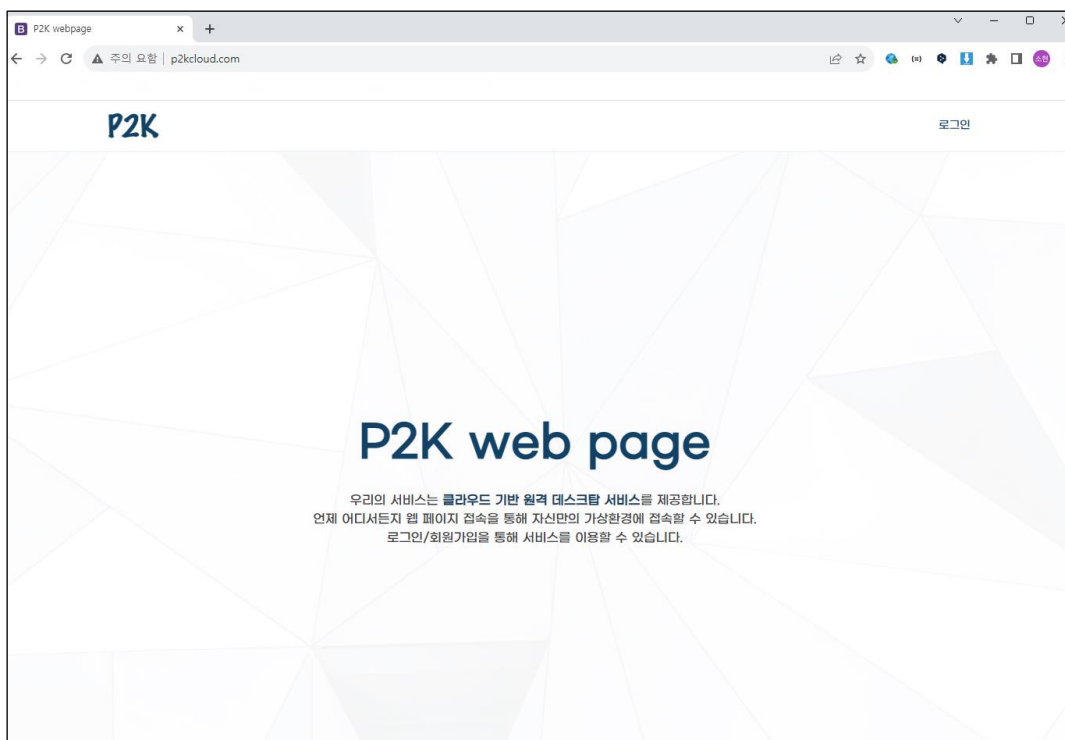 B P2K webpage
주의 요함 | p2kcloud.com
소현
P2K
로그인
P2K web page
우리의 서비스는 클라우드 기반 원격 데스크탑 서비스를 제공합니다.
언제 어디서든지 웹 페이지 접속을 통해 자신만의 가상환경에 접속할 수 있습니다.
로그인/회원가입을 통해 서비스를 이용할 수 있습니다.